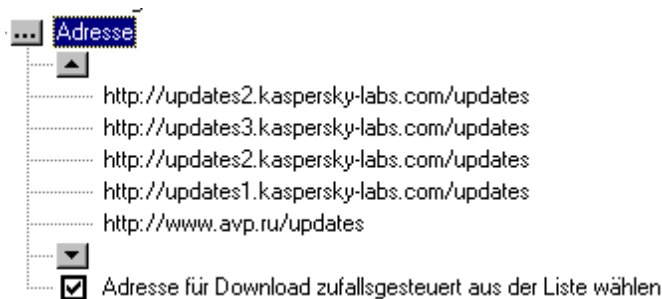 ... Adresse
http://updates2.kaspersky-labs.com/updates
http://updates3.kaspersky-labs.com/updates
http://updates2.kaspersky-labs.com/updates
http://updates1.kaspersky-labs.com/updates
http://www.avp.ru/updates
Adresse für Download zufallsgesteuert aus der Liste wählen